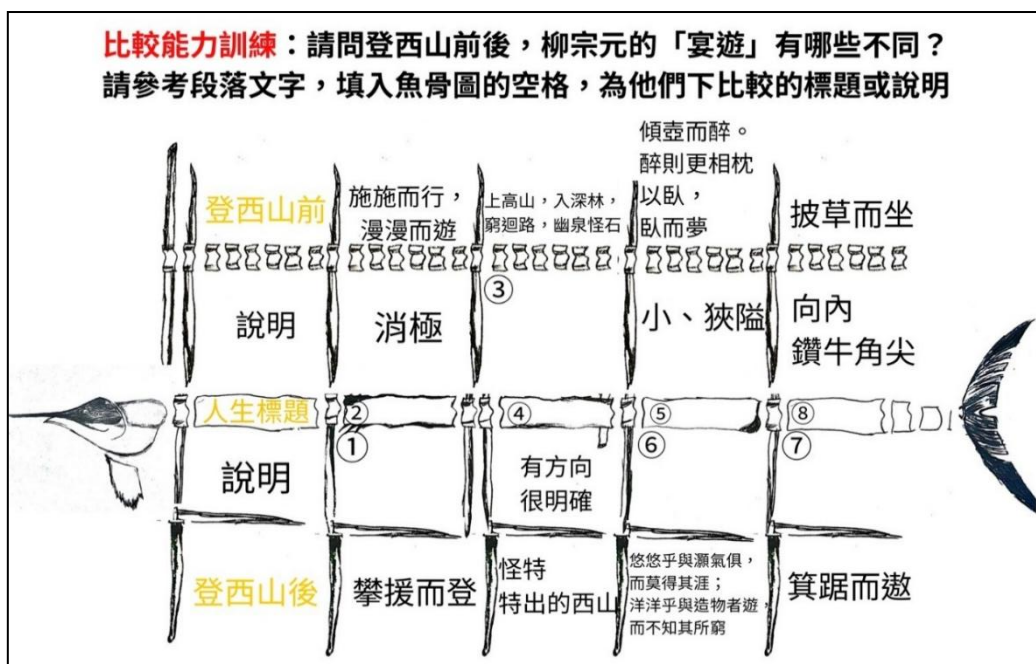 比較能力訓練：請問登西山前後，柳宗元的「宴遊」有哪些不同？
請參考段落文字，填入魚骨圖的空格，為他們下比較的標題或說明
登西山前
施施而行，
漫漫而遊
上高山，入深林，
窮迴路，幽泉怪石
傾壺而醉。
醉則更相枕
以臥，
臥而夢
披草而坐
說明
消極
③
小、狹隘
向內
鑽牛角尖
人生標題
②
④
⑤
⑧
說明
①
有方向
很明確
⑥
⑦
登西山後
攀援而登
怪特
特出的西山
悠悠乎與灝氣俱，
而莫得其涯；
洋洋乎與造物者遊，
而不知其所窮
箕踞而遨